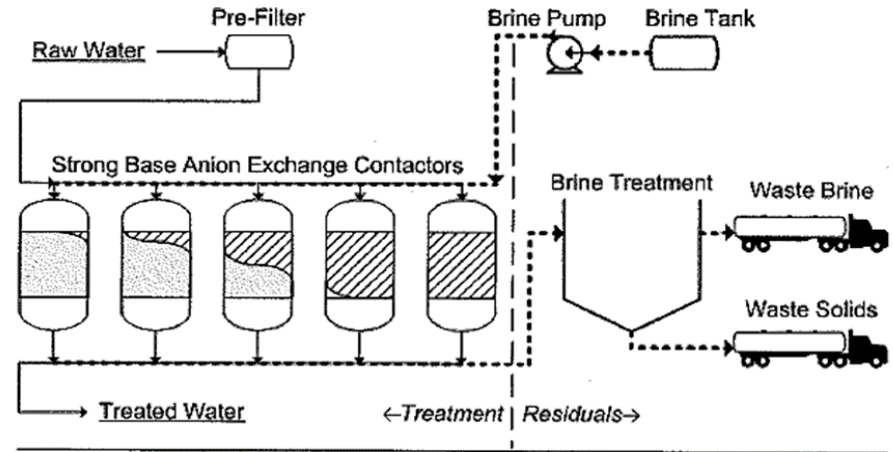 Pre-Filter
Brine Pump
Brine Tank
Raw Water
Strong Base Anion Exchange Contactors
Brine Treatment
Waste Brine
Waste Solids
Treated Water
←Treatment
Residuals→